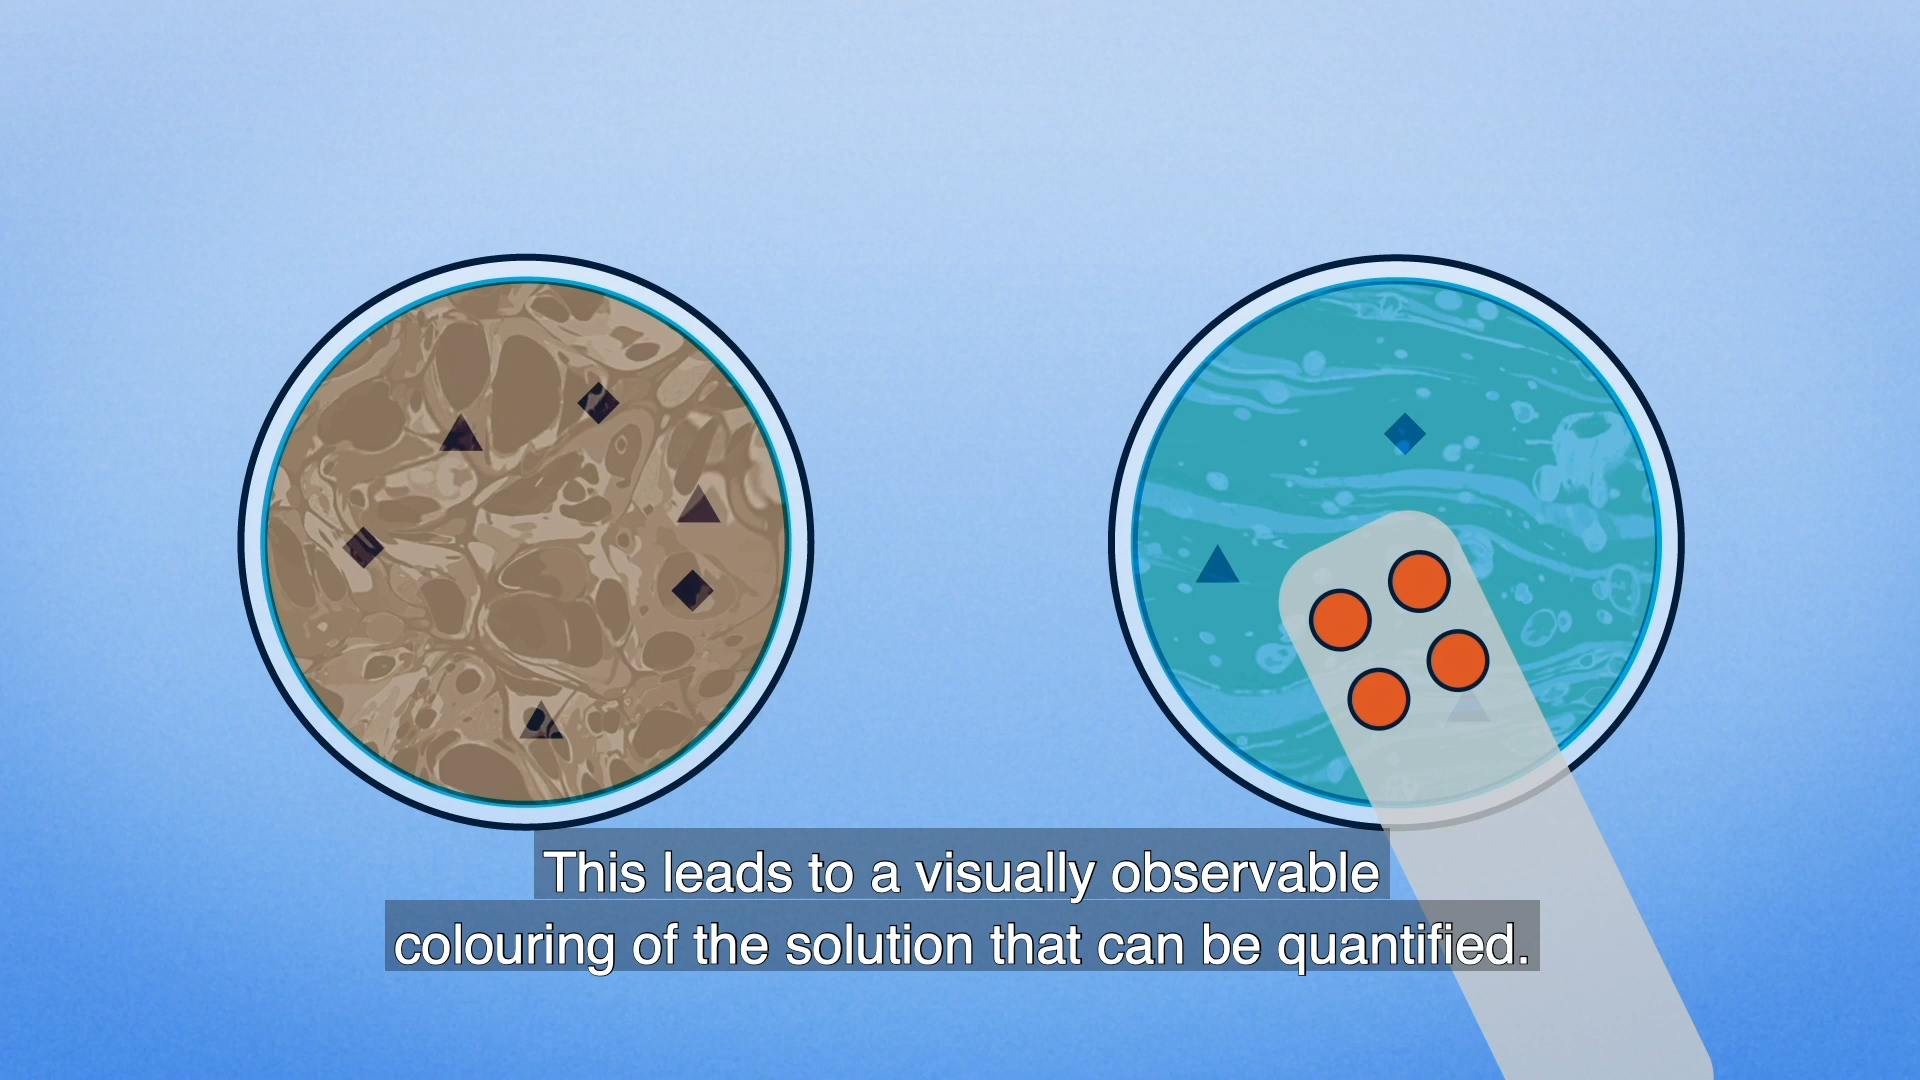 This leads to a visually observable
colouring of the solution that can be quantified.